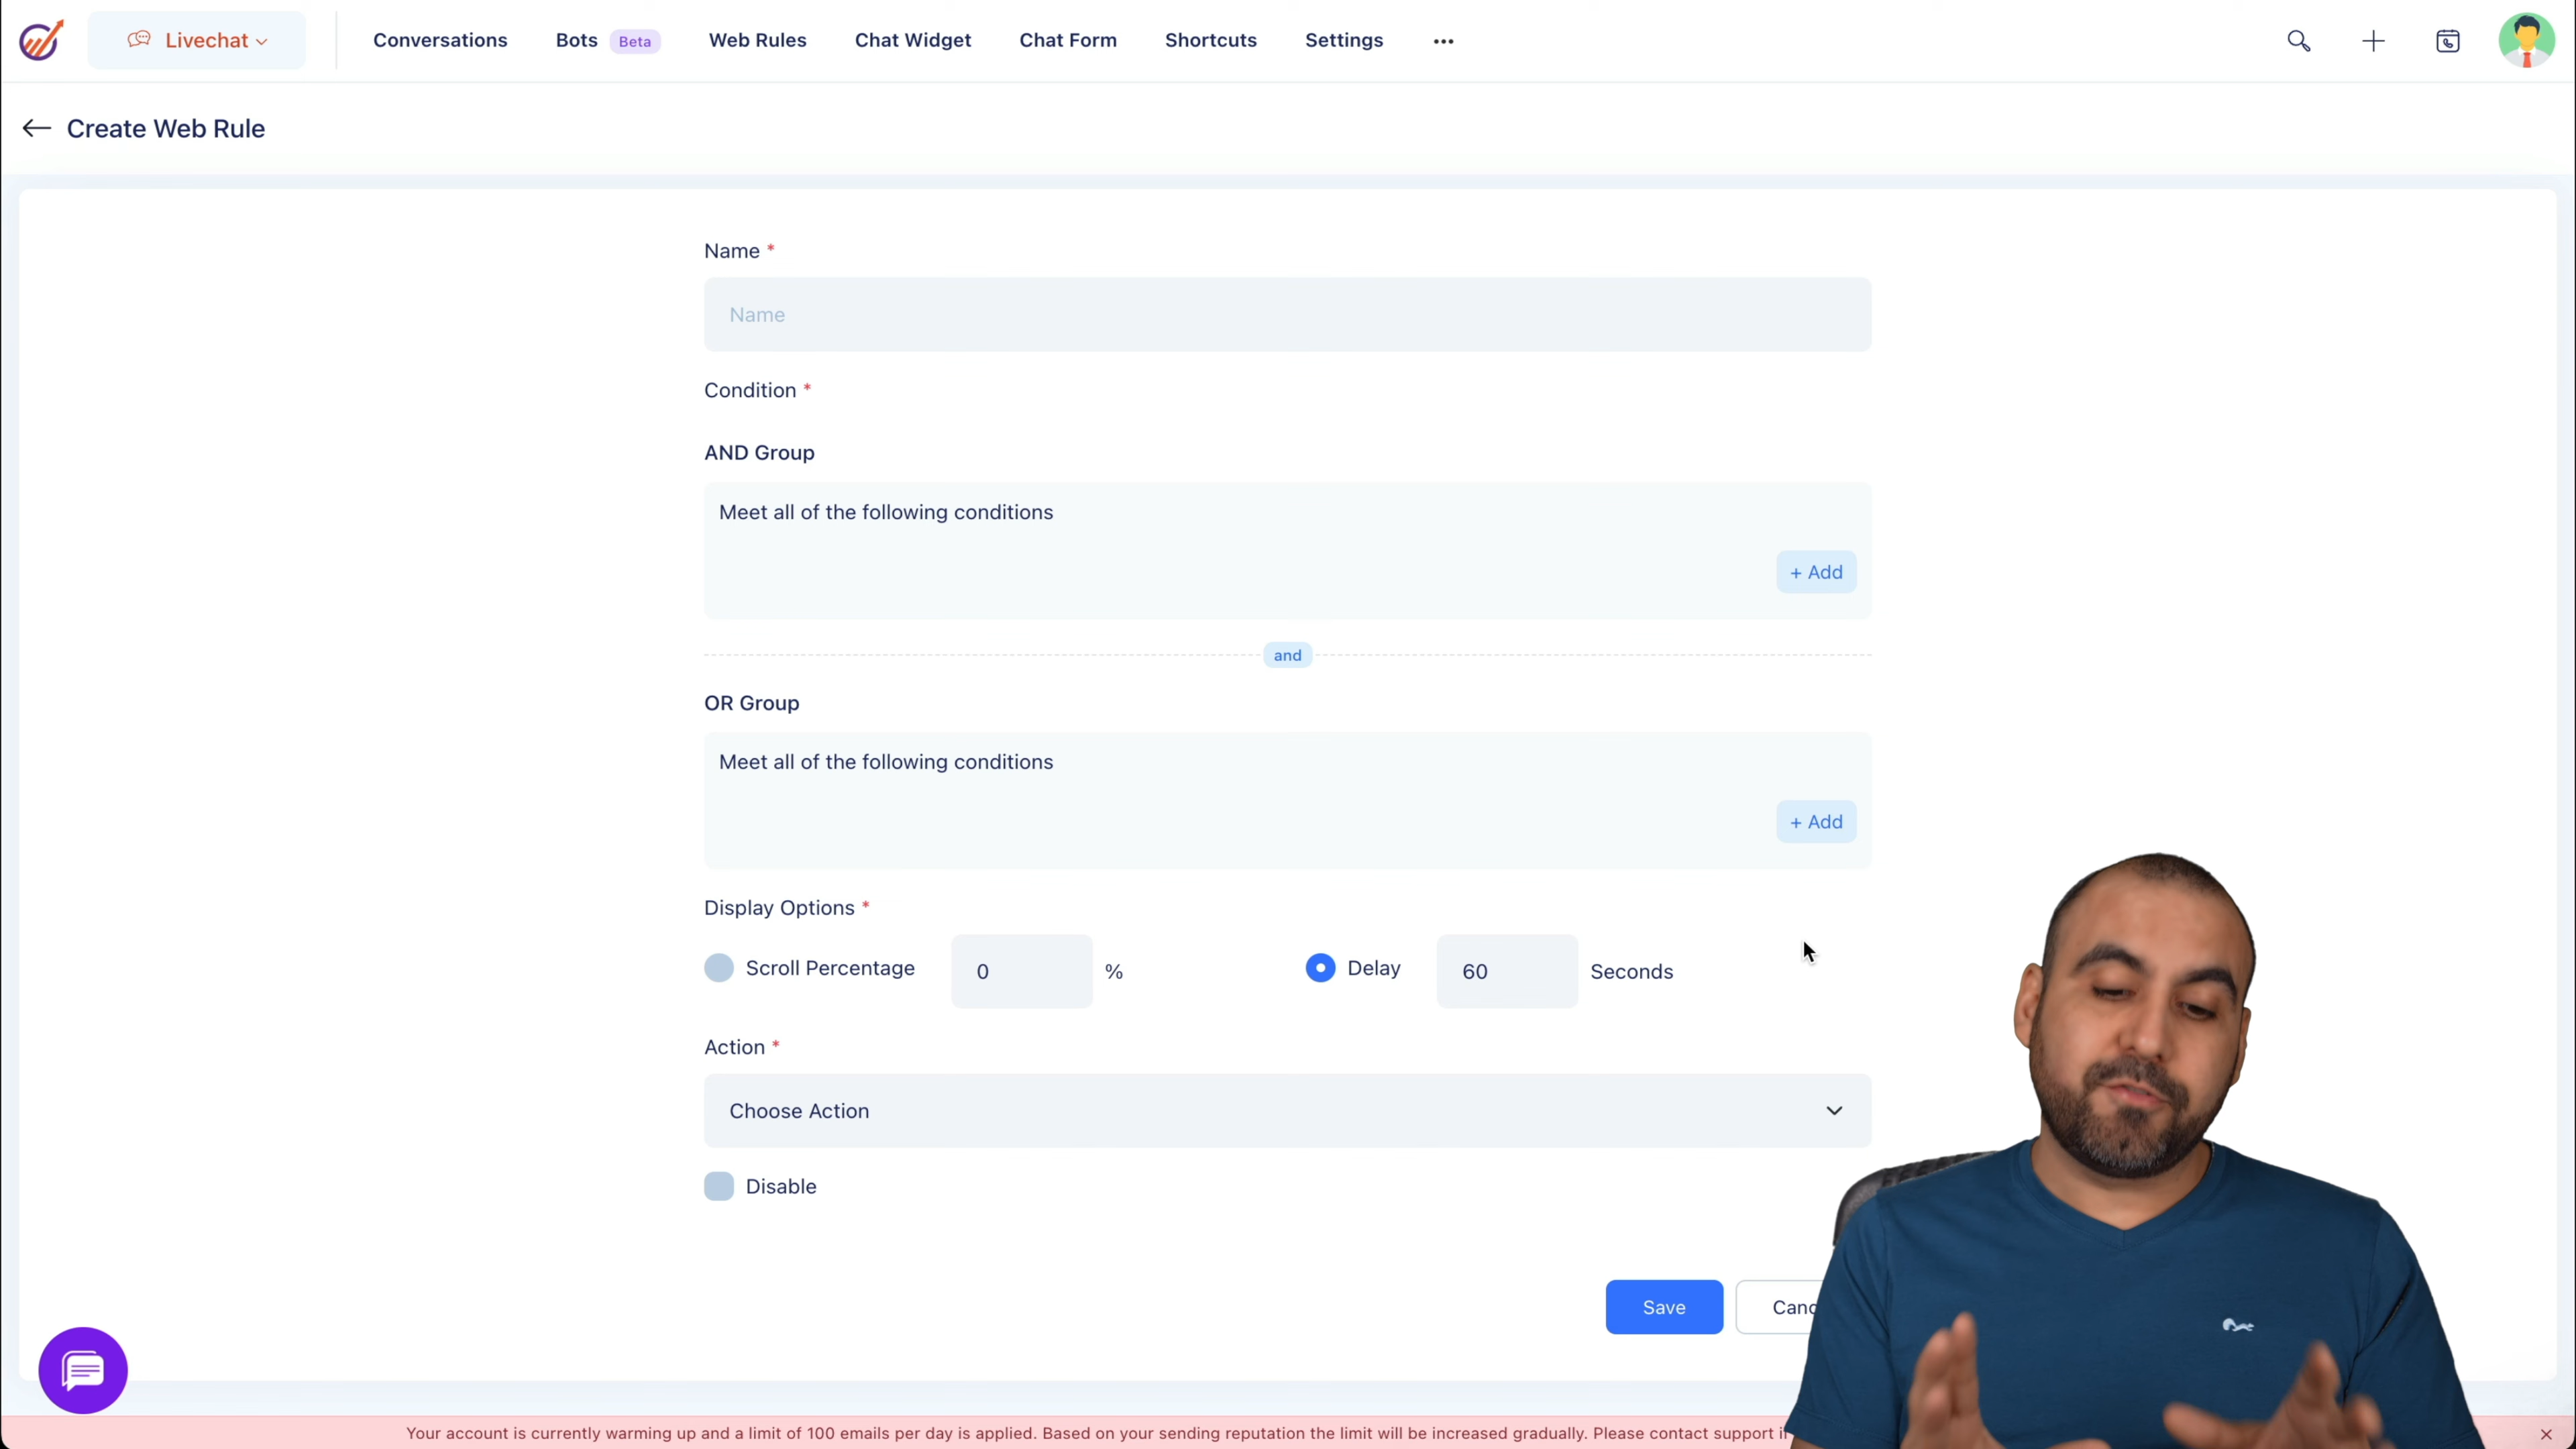 Livechat
Conversations
Bots Beta
Web Rules
Chat Widget
Chat Form
Shortcuts
Settings
Create Web Rule
Name *
Name
Condition *
AND Group
Meet all of the following conditions
+ Add
and
OR Group
Meet all of the following conditions
+ Add
Display Options *
Scroll Percentage 0 % Delay 60 Seconds
Action *
Choose Action
Disable
Save
Your account is currently warming up and a limit of 100 emails per day is applied. Based on your sending reputation the limit will be increased gradually. Please contact support